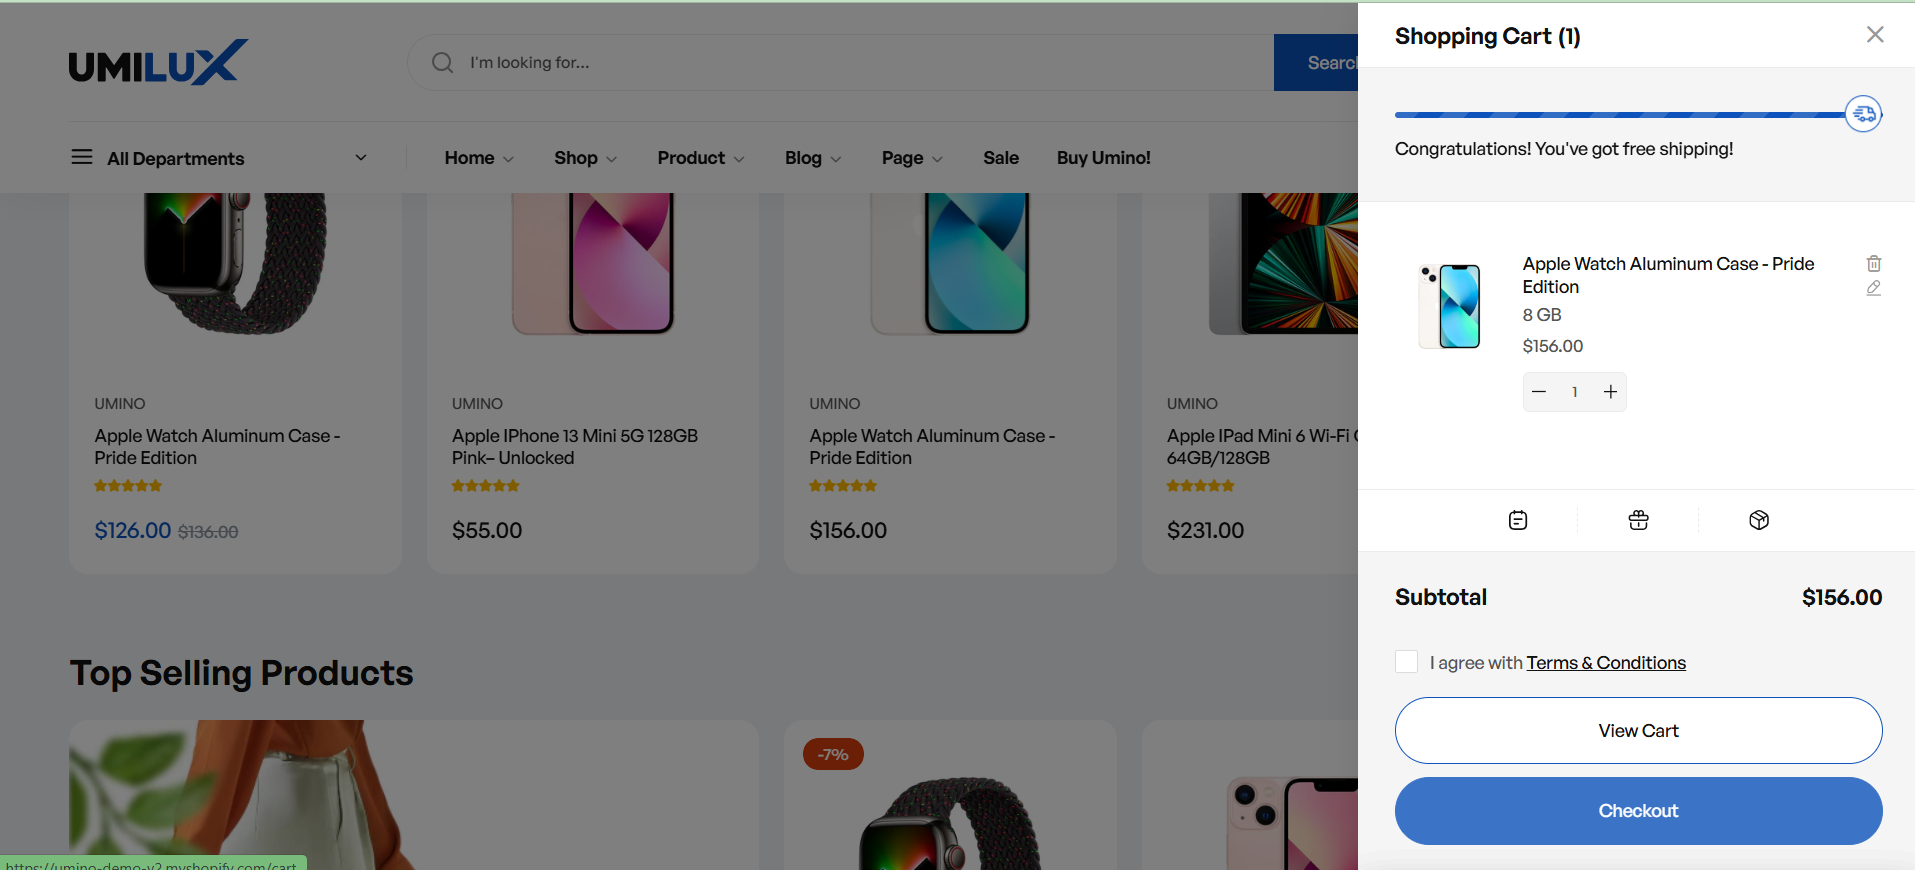 UMILUX
I'm looking for...
Search
All Departments
Home
Shop
Product
Blog
Page
Sale
Buy Umino!
UMINO
Apple Watch Aluminum Case -
Pride Edition
$126.00 $136.00
UMINO
Apple IPhone 13 Mini 5G 128GB
Pink– Unlocked
$55.00
UMINO
Apple Watch Aluminum Case -
Pride Edition
$156.00
UMINO
Apple IPad Mini 6 Wi-Fi
64GB/128GB
$231.00
Top Selling Products
-7%
https://umino-demo-v2.myshopify.com/cart
Shopping Cart (1)
Congratulations! You've got free shipping!
Apple Watch Aluminum Case - Pride
Edition
8 GB
$156.00
1
Subtotal
$156.00
I agree with Terms & Conditions
View Cart
Checkout